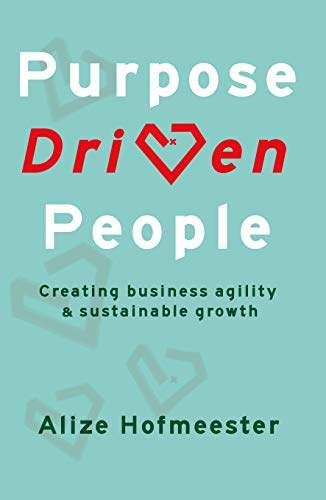 Purpose
Driven
People
Creating business agility
& sustainable growth
Alize Hofmeester